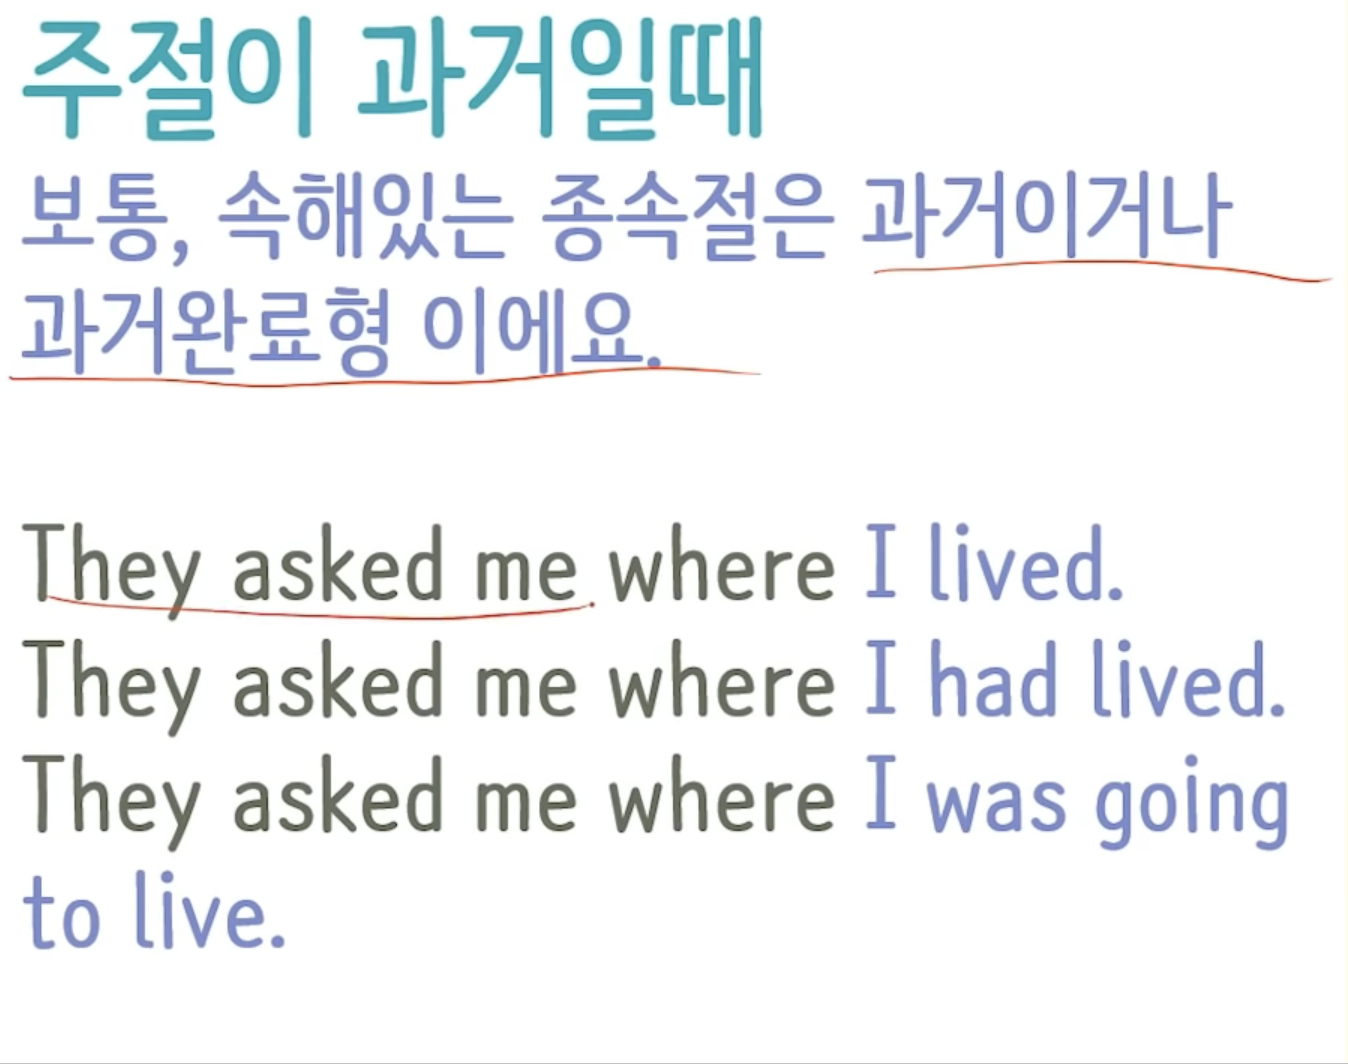 주절이 과거일때
보통, 속해있는 종속절은 과거이거나
과거완료형 이에요.
They asked me where I lived.
They asked me where I had lived.
They asked me where I was going
to live.